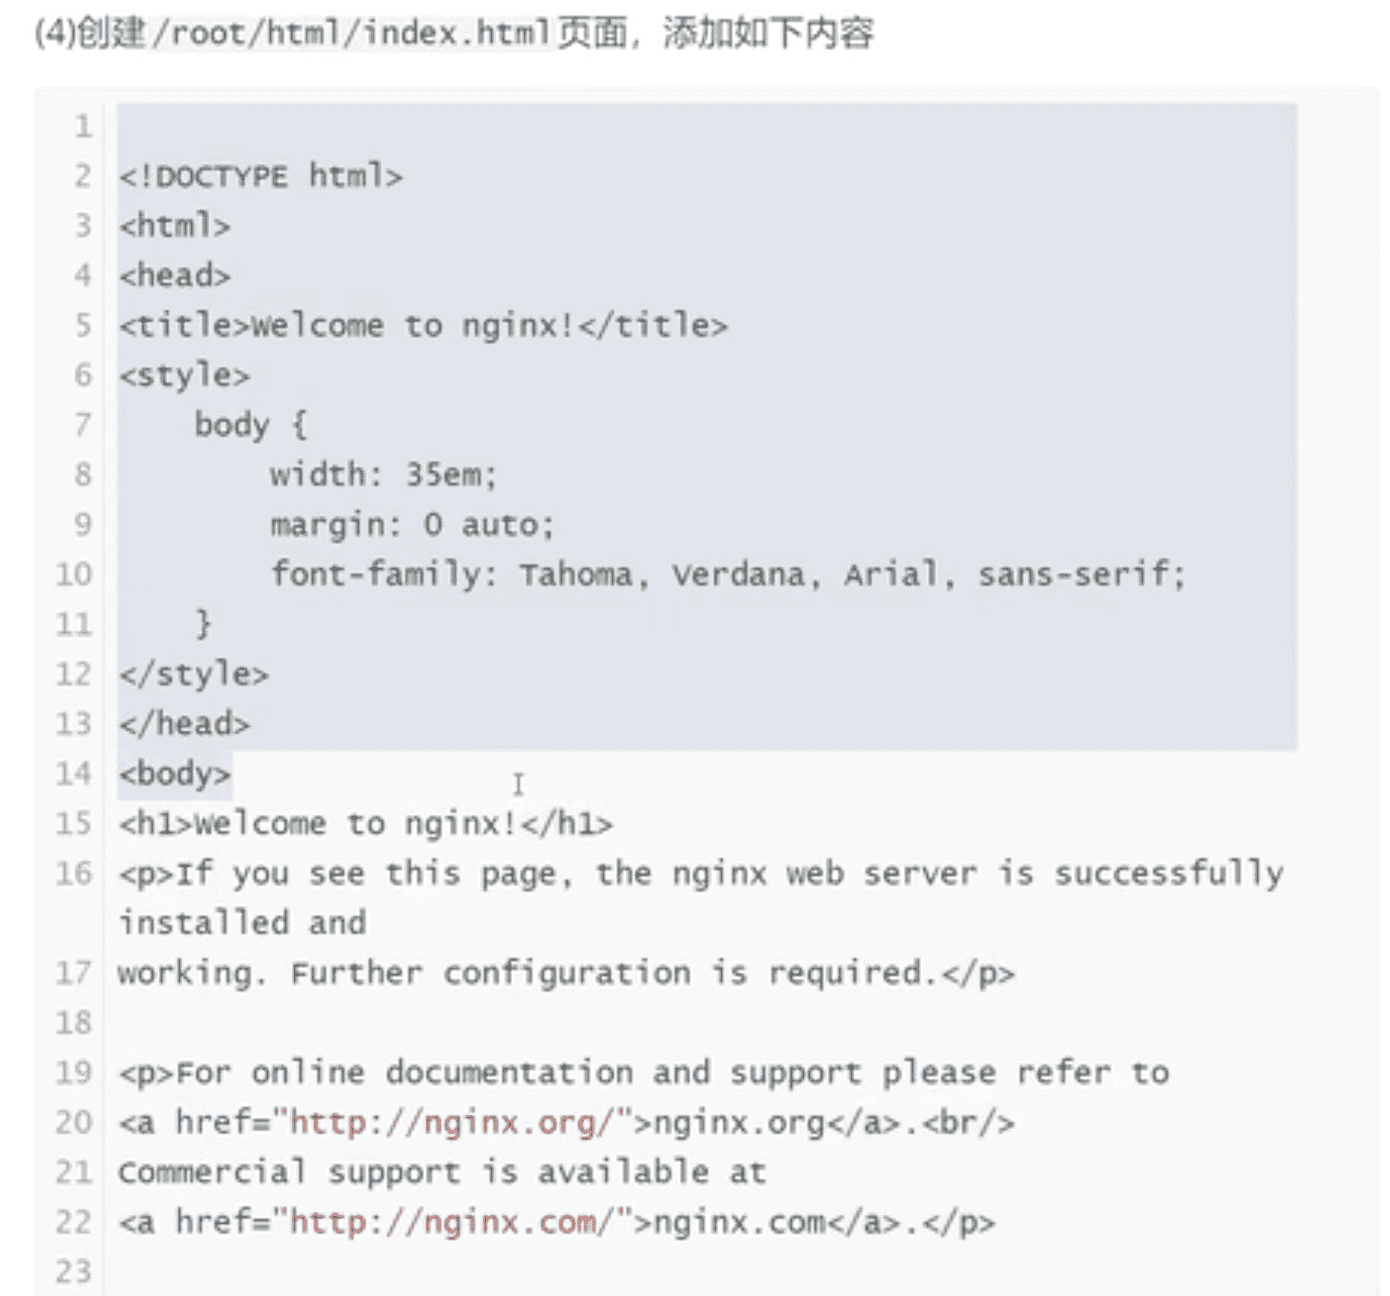 (4)创建/root/html/index.html页面，添加如下内容
1
2 <!DOCTYPE html>
3 <html>
4 <head>
5 <title>Welcome to nginx!</title>
6 <style>
7     body {
8         width: 35em;
9         margin: 0 auto;
10         font-family: Tahoma, Verdana, Arial, sans-serif;
11     }
12 </style>
13 </head>
14 <body>
15 <h1>Welcome to nginx!</h1>
16 <p>If you see this page, the nginx web server is successfully
installed and
17 working. Further configuration is required.</p>
18
19 <p>For online documentation and support please refer to
20 <a href="http://nginx.org/">nginx.org</a>.<br/>
21 Commercial support is available at
22 <a href="http://nginx.com/">nginx.com</a>.</p>
23